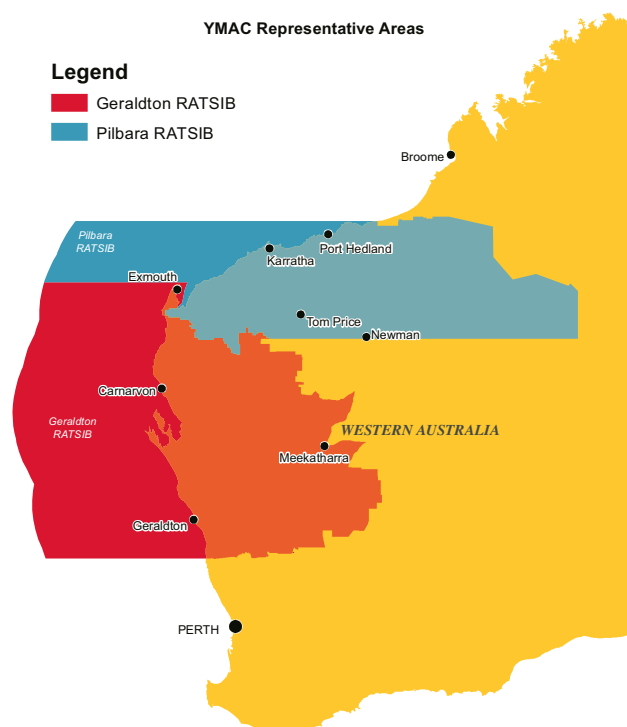 YMAC Representative Areas
Legend
Geraldton RATSIB
Pilbara RATSIB
Broome
Pilbara
RATSIB
Port Hedland
Karratha
Exmouth
Tom Price
Newman
Carnarvon
Geraldton
RATSIB
WESTERN AUSTRALIA
Meekatharra
Geraldton
PERTH